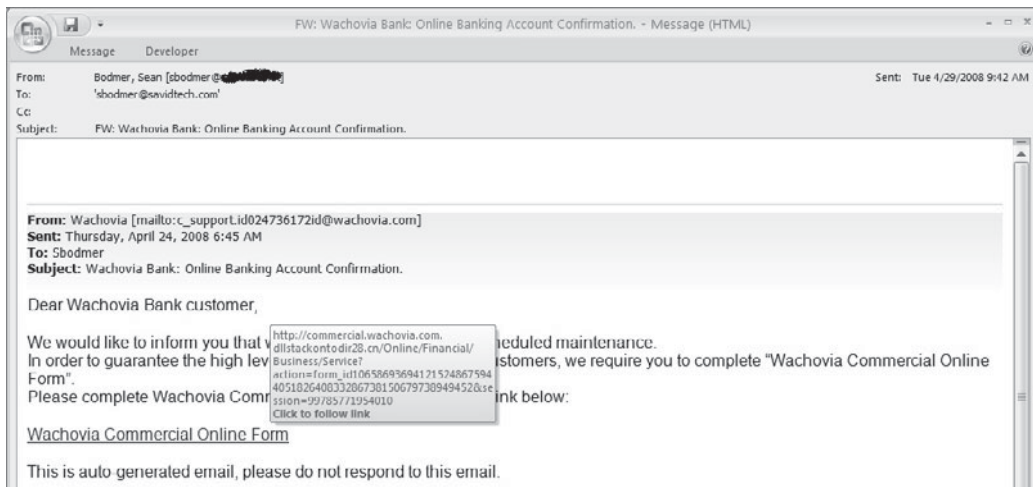 FW: Wachovia Bank: Online Banking Account Confirmation. - Message (HTML)
Message Developer
From: Bodmer, Sean [sbodmer@
Sent: Tue 4/29/2008 9:42 AM
To: 'sbodmer@savidtech.com'
Cc:
Subject: FW: Wachovia Bank: Online Banking Account Confirmation.
From: Wachovia [mailto:c_support.id024736172id@wachovia.com]
Sent: Thursday, April 24, 2008 6:45 AM
To: Sbodmer
Subject: Wachovia Bank: Online Banking Account Confirmation.
Dear Wachovia Bank customer,
We would like to inform you that heduled maintenance.
In order to guarantee the high lev stomers, we require you to complete “Wachovia Commercial Online
Form”.
Please complete Wachovia Com ink below:
http://commercial.wachovia.com.
dllstackontodir28.cn/Online/Financial/
Business/Service?
action=form_id10658693694121524867594
405182640833286738150679738949452&se
ssion=99785771954010
Click to follow link
Wachovia Commercial Online Form
This is auto-generated email, please do not respond to this email.